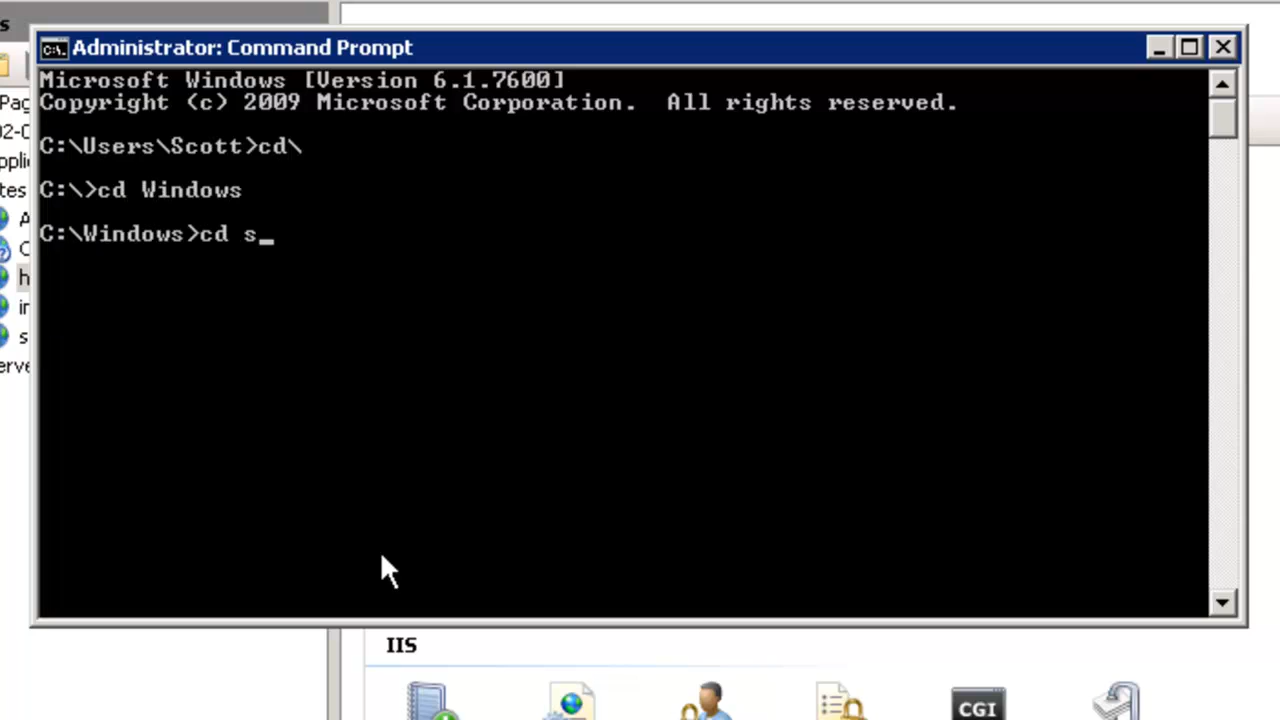 Administrator: Command Prompt
Microsoft Windows [Version 6.1.7600]
Copyright (c) 2009 Microsoft Corporation.  All rights reserved.
C:\Users\Scott>cd\
C:\>cd Windows
C:\Windows>cd s_
IIS
CGI